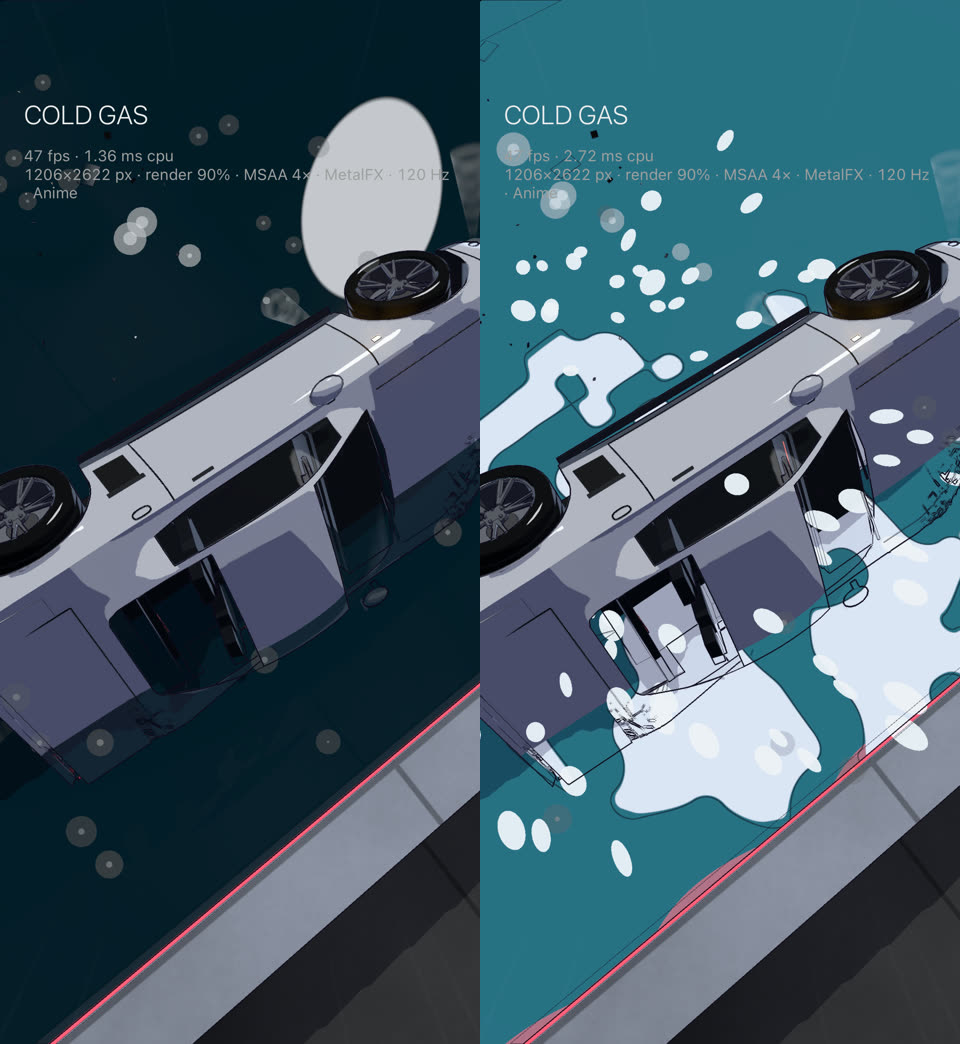 COLD GAS
47 fps · 1.36 ms cpu
1206×2622 px · render 90% · MSAA 4× · MetalFX · 120 Hz
· Anime
COLD GAS
fps · 2.72 ms cpu
1206×2622 px · render 90% · MSAA 4× · MetalFX · 120 Hz
· Anime